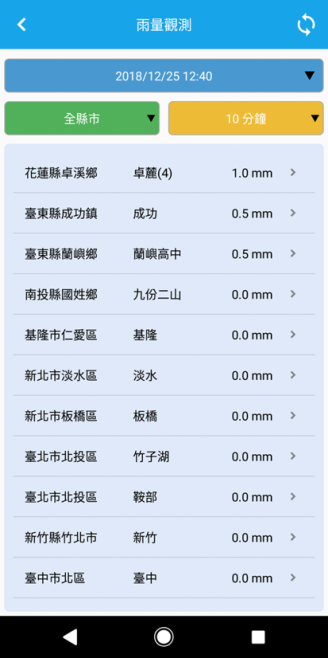 雨量觀測
2018/12/25 12:40
全縣市 10 分鐘
花蓮縣卓溪鄉 卓麓(4) 1.0 mm
臺東縣成功鎮 成功 0.5 mm
臺東縣蘭嶼鄉 蘭嶼高中 0.5 mm
南投縣國姓鄉 九份二山 0.0 mm
基隆市仁愛區 基隆 0.0 mm
新北市淡水區 淡水 0.0 mm
新北市板橋區 板橋 0.0 mm
臺北市北投區 竹子湖 0.0 mm
臺北市北投區 鞍部 0.0 mm
新竹縣竹北市 新竹 0.0 mm
臺中市北區 臺中 0.0 mm